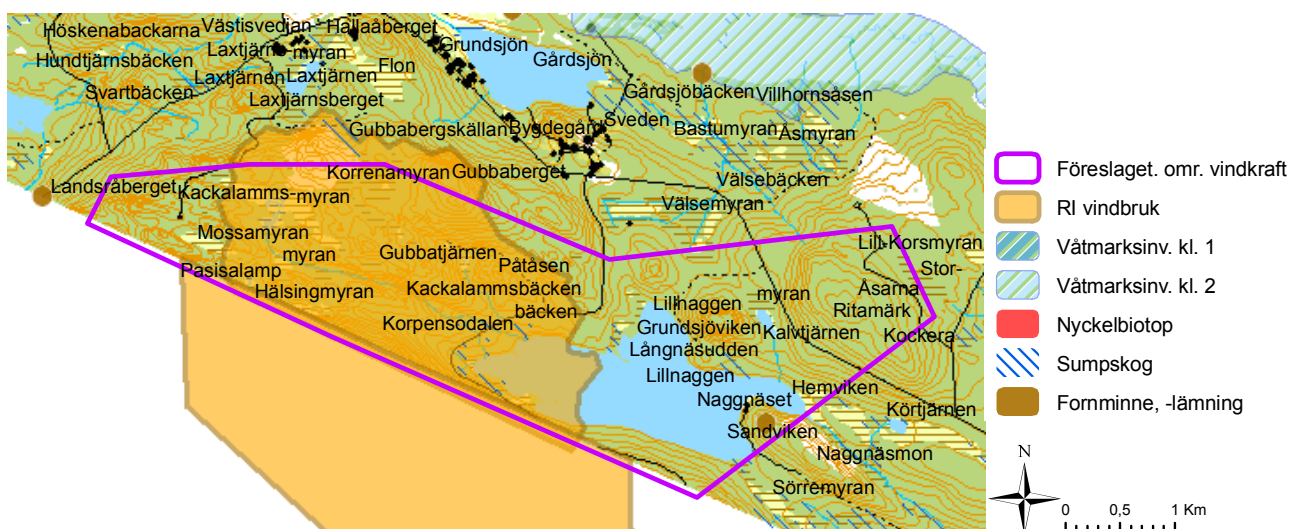 Höskenabackarna
Västisvedjan
Hallaåberget
Grundsjön
Gårdsjön
Hundtjärnsbäcken
Laxtjärns-
myran
Flon
Laxtjärnen
Laxtjärnen
Svartbäcken
Laxtjärnsberget
Gårdsjöbäcken
Villhornsåsen
Gubbabergskällan
Bygdegård
Sveden
Bastumyran
Åsmyran
Landsråberget
Kackalamms-
myran
Korrenamyran
Gubbaberget
Välsebäcken
Välsemyran
Mossamyran
myran
Gubbatjärnen
Påtåsen
Lill-Korsmyran
Stor-
Pasisalamp
Hälsingmyran
Kackalammsbäcken
bäcken
Lillnaggen
myran
Åsarna
Ritamärk
Korpensodalen
Grundsjöviken
Kalvtjärnen
Kockera
Långnäsudden
Lillnaggen
Hemviken
Naggnäset
Körtjärnen
Sandviken
Naggnäsmon
Sörremyran
Föreslaget. omr. vindkraft
RI vindbruk
Våtmarksinv. kl. 1
Våtmarksinv. kl. 2
Nyckelbiotop
Sumpskog
Fornminne, -lämning
N
0 0,5 1 Km